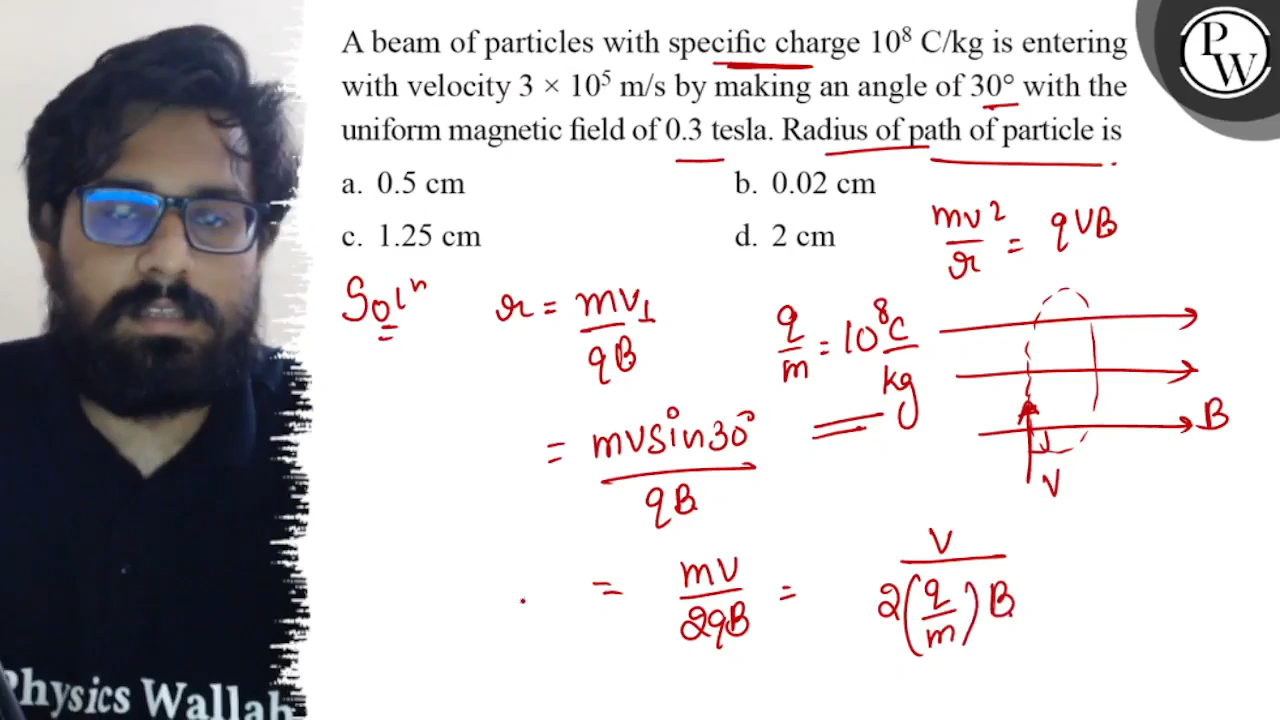 A beam of particles with specific charge 10⁸ C/kg is entering
with velocity 3 × 10⁵ m/s by making an angle of 30° with the
uniform magnetic field of 0.3 tesla. Radius of path of particle is
a. 0.5 cm b. 0.02 cm
c. 1.25 cm d. 2 cm
PW
mv²/r = qVB
Solⁿ r = mv⊥/qB
q/m = 10⁸ C/kg
= mvsin30°/qB
B
V
= mv/2qB = V/2(q/m)B
Physics Wallah